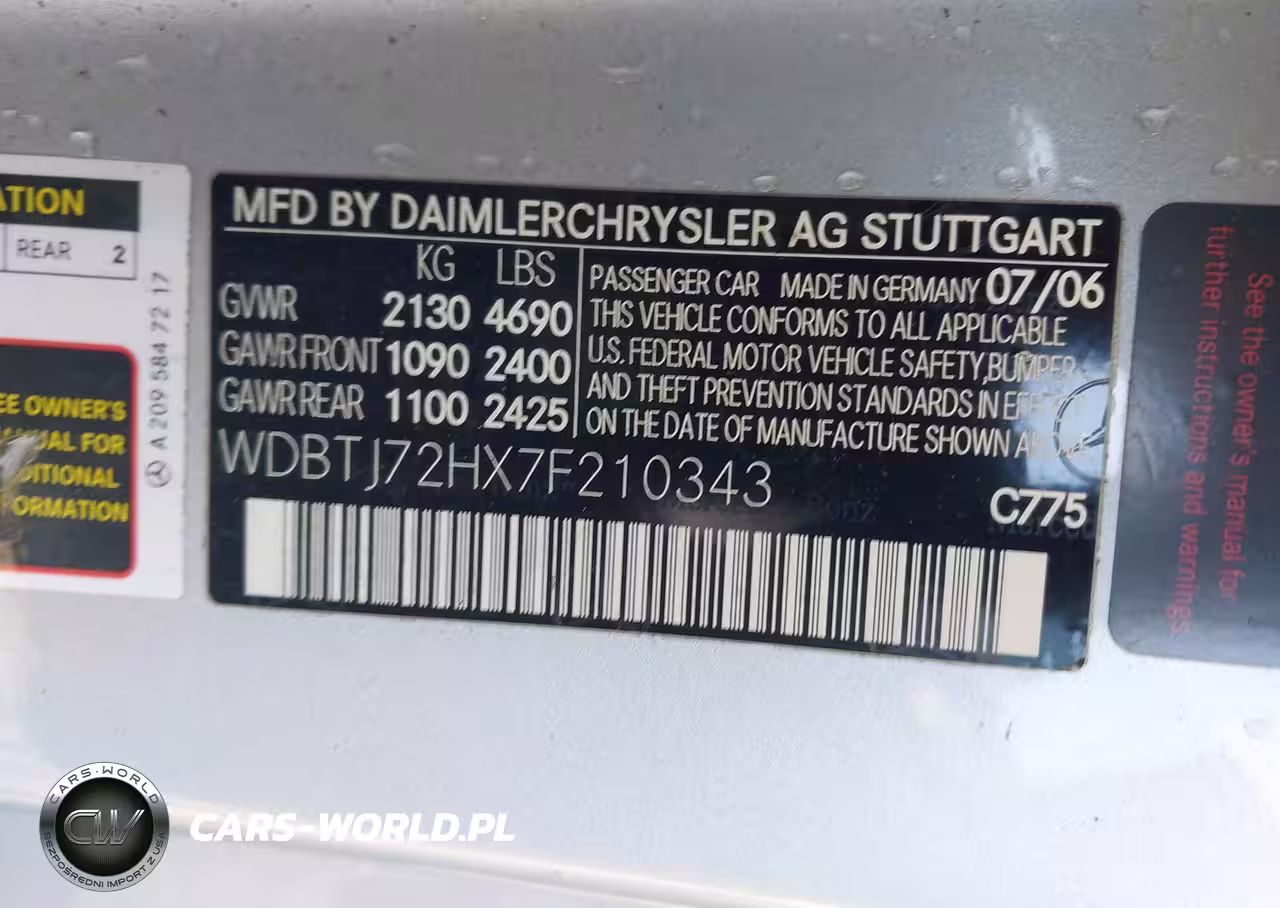 ATION
REAR 2
EE OWNER'S
ANUAL FOR
DITIONAL
FORMATION
A 209 584 72 17
MFD BY DAIMLERCHRYSLER AG STUTTGART
KG LBS
GVWR 2130 4690
GAWR FRONT 1090 2400
GAWR REAR 1100 2425
PASSENGER CAR MADE IN GERMANY 07/06
THIS VEHICLE CONFORMS TO ALL APPLICABLE
U.S. FEDERAL MOTOR VEHICLE SAFETY,BUMPER
AND THEFT PREVENTION STANDARDS IN EFFECT
ON THE DATE OF MANUFACTURE SHOWN ABOVE
WDBTJ72HX7F210343
C775
See the owner's manual for
further instructions and warnings.
CARS-WORLD
CW
BEZPOŚREDNI IMPORT Z USA
CARS-WORLD.PL